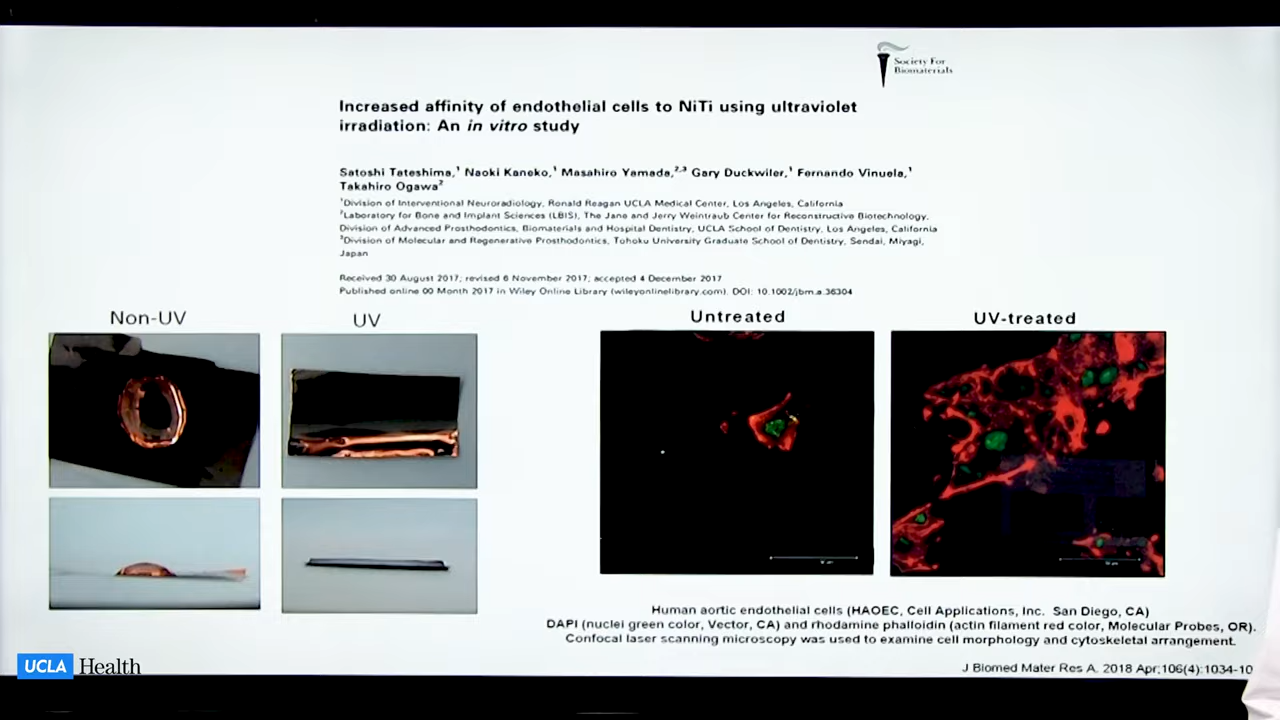 Society For
Biomaterials
Increased affinity of endothelial cells to NiTi using ultraviolet
irradiation: An in vitro study
Satoshi Tateshima,1 Naoki Kaneko,1 Masahiro Yamada,2,3 Gary Duckwiler,1 Fernando Vinuela,1
Takahiro Ogawa2
1Division of Interventional Neuroradiology, Ronald Reagan UCLA Medical Center, Los Angeles, California
2Laboratory for Bone and Implant Sciences (LBIS), The Jane and Jerry Weintraub Center for Reconstructive Biotechnology,
Division of Advanced Prosthodontics, Biomaterials and Hospital Dentistry, UCLA School of Dentistry, Los Angeles, California
3Division of Molecular and Regenerative Prosthodontics, Tohoku University Graduate School of Dentistry, Sendai, Miyagi,
Japan
Received 30 August 2017; revised 6 November 2017; accepted 4 December 2017
Published online 00 Month 2017 in Wiley Online Library (wileyonlinelibrary.com). DOI: 10.1002/jbm.a.36304
Non-UV
UV
Untreated
UV-treated
Human aortic endothelial cells (HAOEC, Cell Applications, Inc. San Diego, CA)
DAPI (nuclei green color, Vector, CA) and rhodamine phalloidin (actin filament red color, Molecular Probes, OR).
Confocal laser scanning microscopy was used to examine cell morphology and cytoskeletal arrangement.
UCLA Health
J Biomed Mater Res A. 2018 Apr;106(4):1034-10